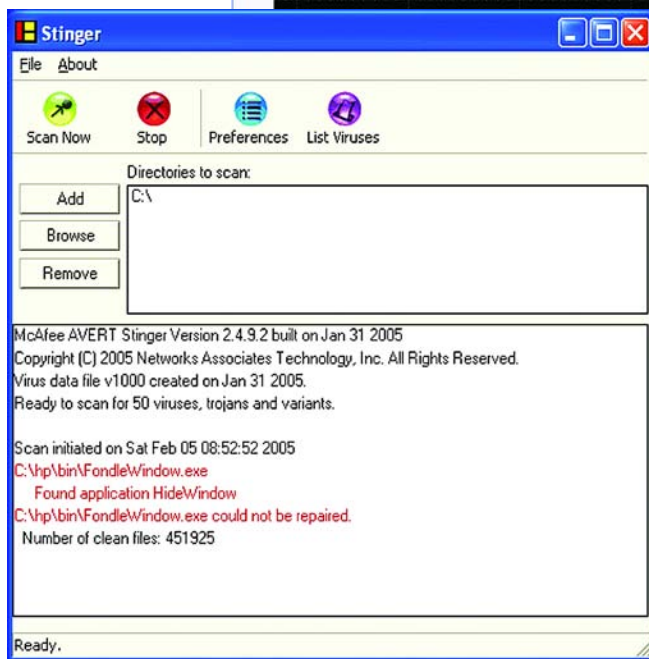 Stinger
File About
Scan Now Stop Preferences List Viruses
Directories to scan:
Add
Browse
Remove
C:\
McAfee AVERT Stinger Version 2.4.9.2 built on Jan 31 2005
Copyright (C) 2005 Networks Associates Technology, Inc. All Rights Reserved.
Virus data file v1000 created on Jan 31 2005.
Ready to scan for 50 viruses, trojans and variants.
Scan initiated on Sat Feb 05 08:52:52 2005
C:\hp\bin\FondleWindow.exe
Found application HideWindow
C:\hp\bin\FondleWindow.exe could not be repaired.
Number of clean files: 451925
Ready.